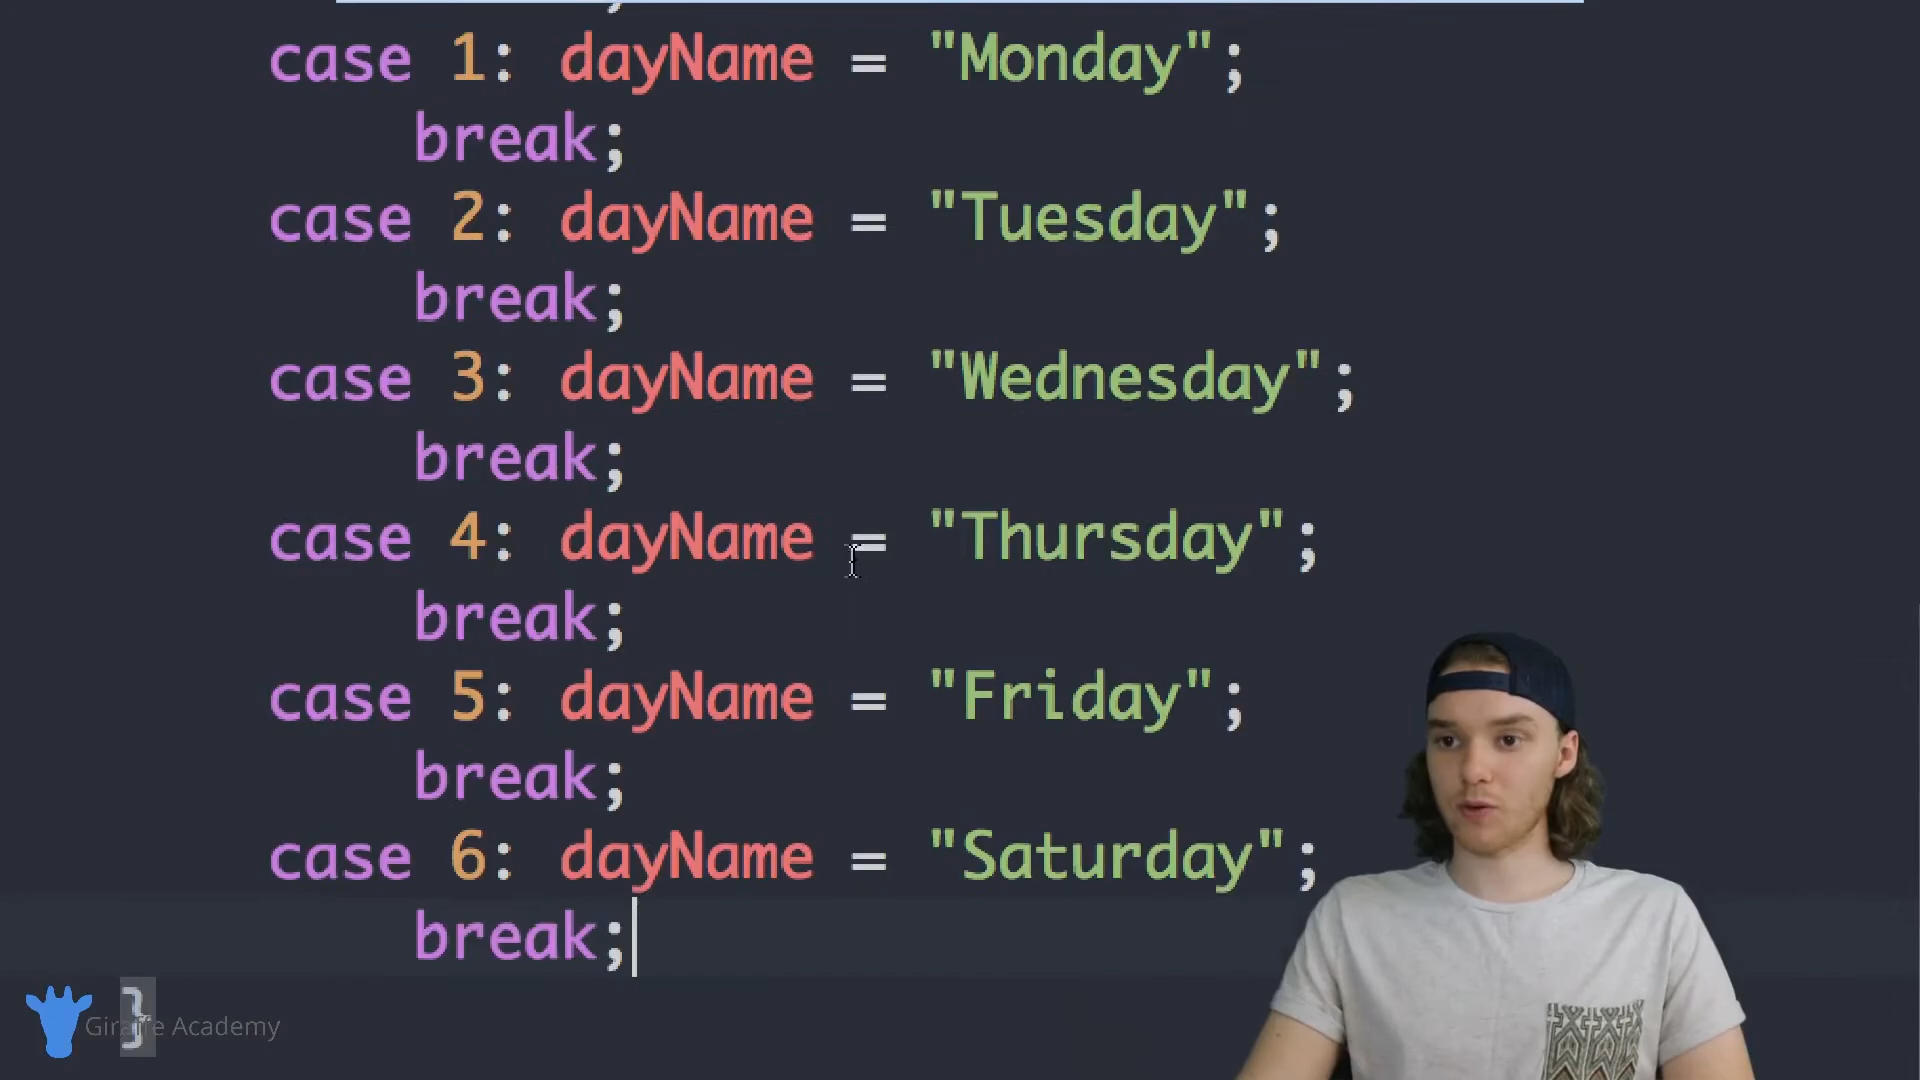 case 1: dayName = "Monday";
break;
case 2: dayName = "Tuesday";
break;
case 3: dayName = "Wednesday";
break;
case 4: dayName = "Thursday";
break;
case 5: dayName = "Friday";
break;
case 6: dayName = "Saturday";
break;
}
Giraffe Academy